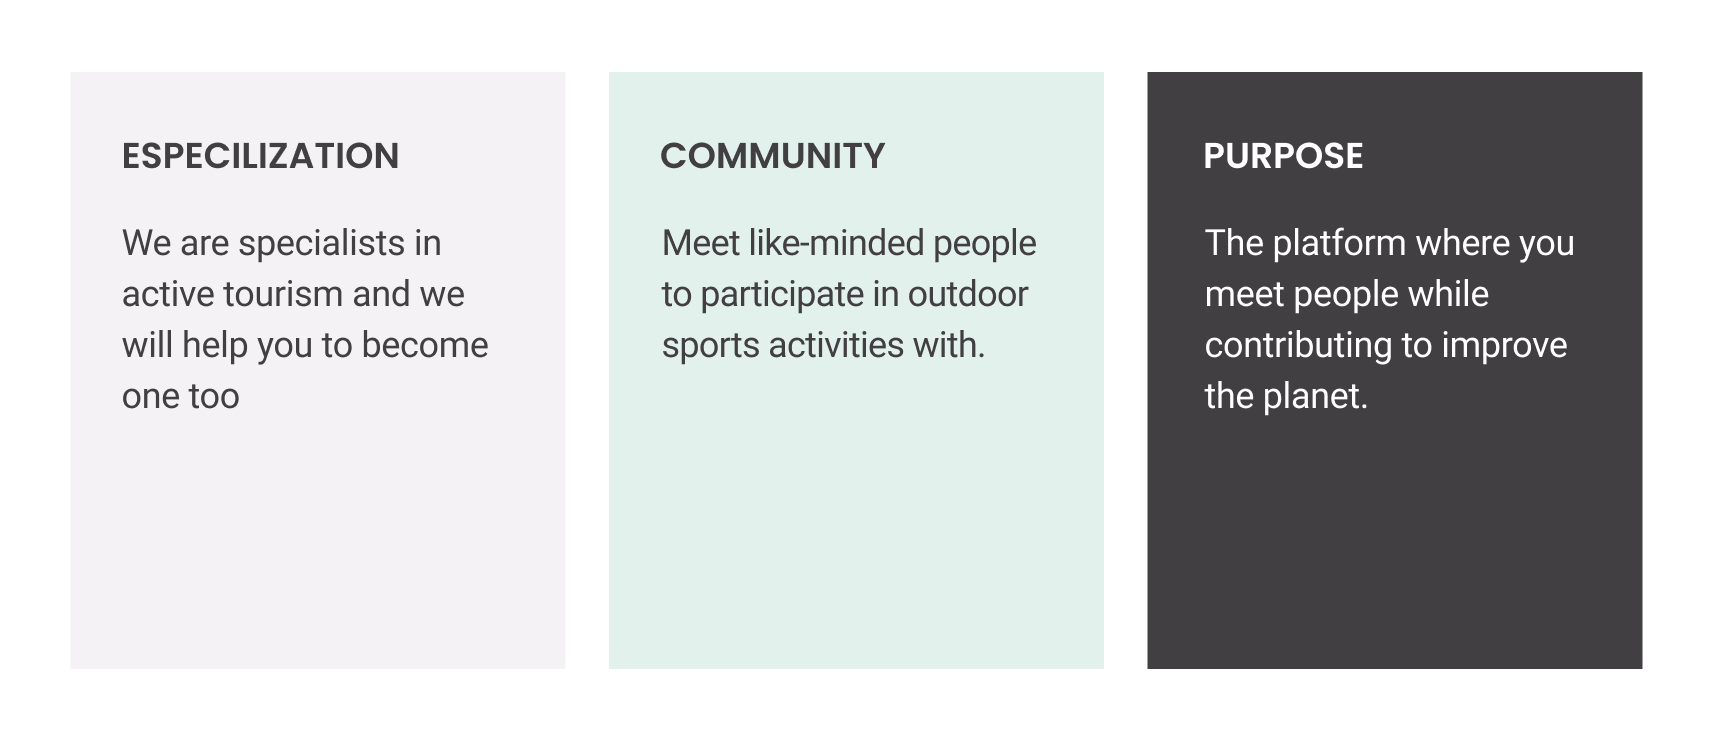 ESPECILIZATION
We are specialists in
active tourism and we
will help you to become
one too
COMMUNITY
Meet like-minded people
to participate in outdoor
sports activities with.
PURPOSE
The platform where you
meet people while
contributing to improve
the planet.